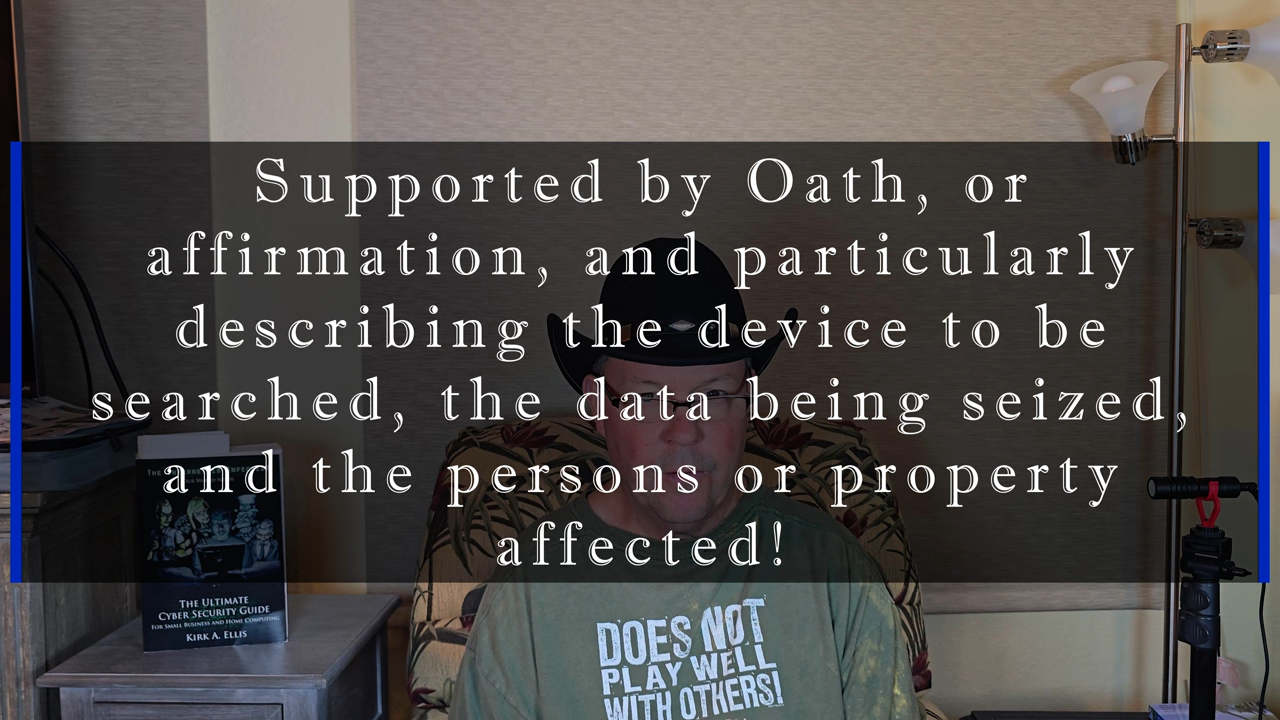 Supported by Oath, or
affirmation, and particularly
describing the device to be
searched, the data being seized,
and the persons or property
affected!
The Ultimate
Cyber Security Guide
For Small Business and Home Computing
Kirk A. Ellis
DOES NOT
PLAY WELL
WITH OTHERS!